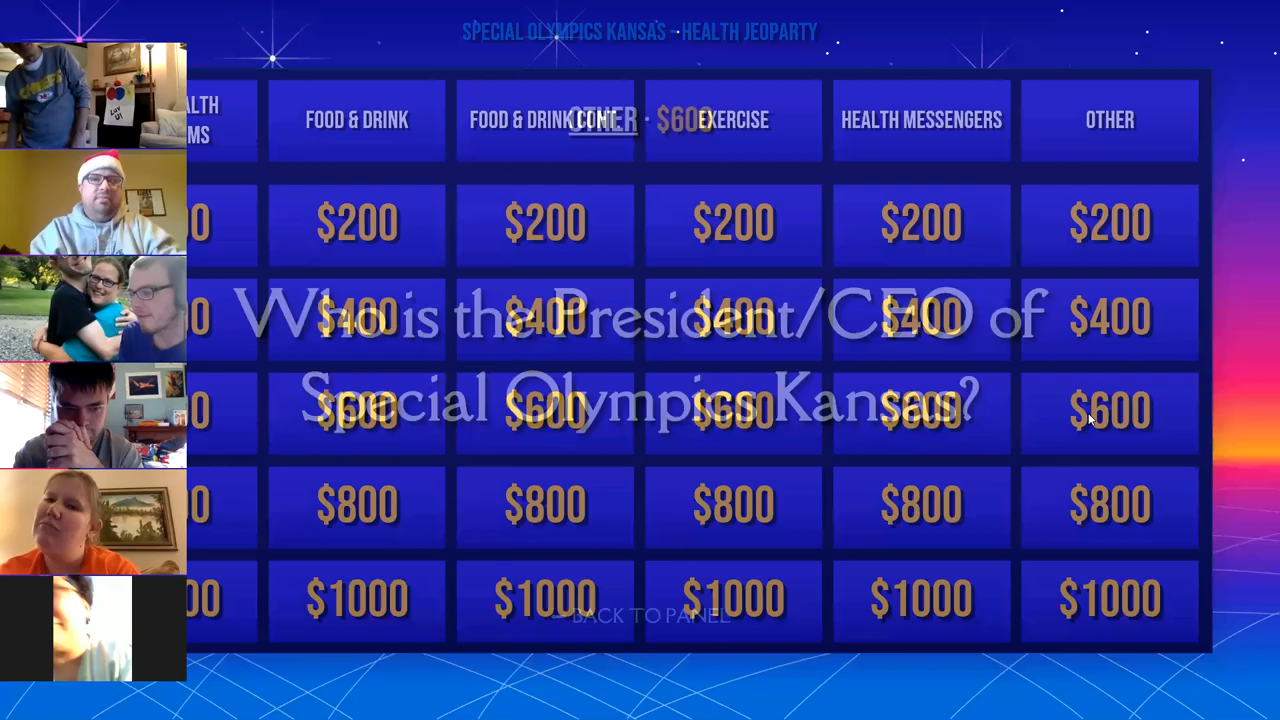 SPECIAL OLYMPICS KANSAS - HEALTH JEOPARTY
OTHER · $600
ALTH
MS
FOOD & DRINK
FOOD & DRINK CONT.
EXERCISE
HEALTH MESSENGERS
OTHER
$200
$200
$200
$200
$200
Who is the President/CEO of
$400
$400
$400
$400
$400
Special Olympics Kansas?
$600
$600
$600
$600
$600
$800
$800
$800
$800
$800
00
$1000
$1000
$1000
$1000
$1000
BACK TO PANEL
Luv
U!